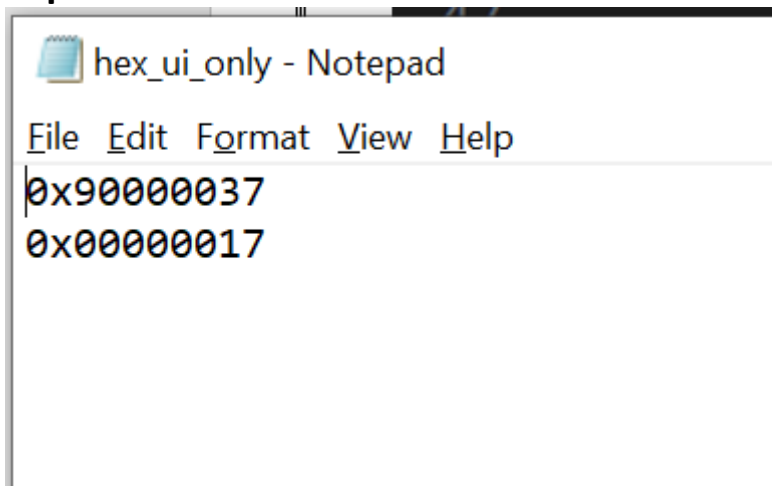 hex_ui_only - Notepad
File Edit Format View Help
0x90000037
0x00000017